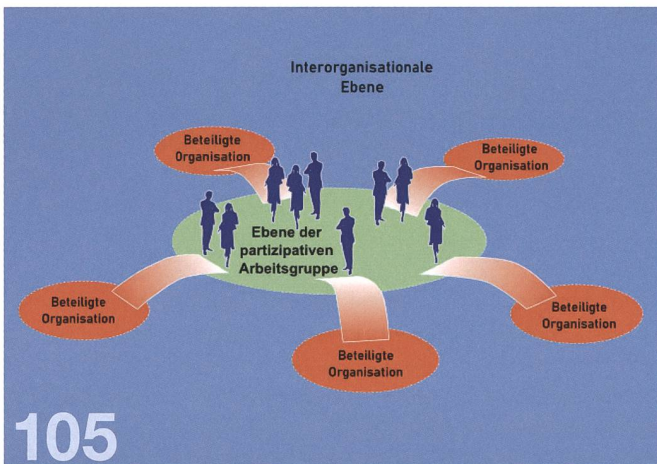 Interorganisationale
Ebene
Beteiligte
Organisation
Beteiligte
Organisation
Ebene der
partizipativen
Arbeitsgruppe
Beteiligte
Organisation
Beteiligte
Organisation
Beteiligte
Organisation
105